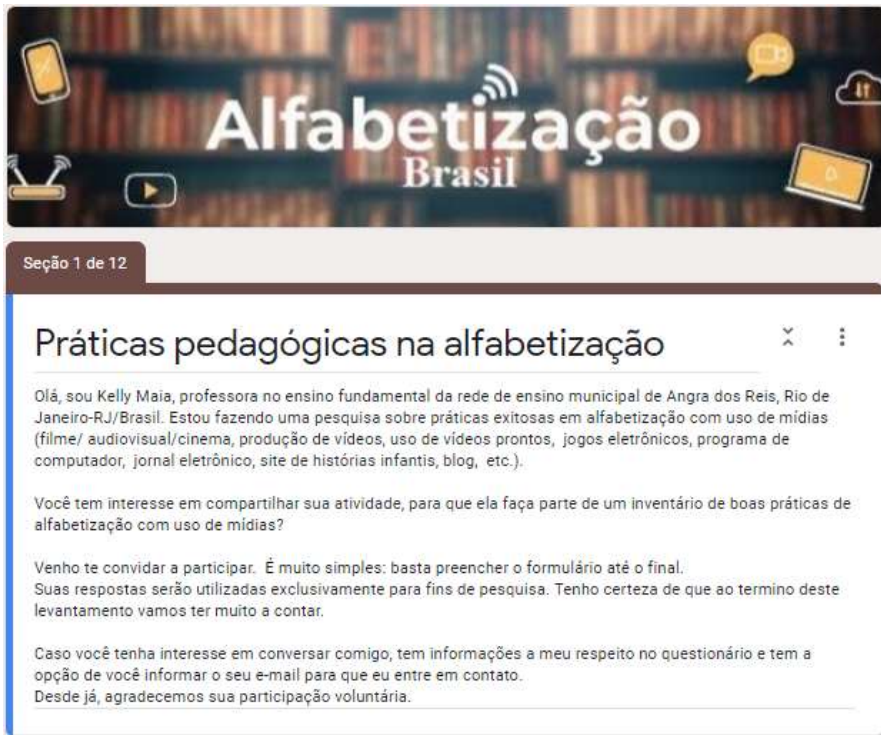 Alfabetização
Brasil
Seção 1 de 12
Práticas pedagógicas na alfabetização
Olá, sou Kelly Maia, professora no ensino fundamental da rede de ensino municipal de Angra dos Reis, Rio de
Janeiro-RJ/Brasil. Estou fazendo uma pesquisa sobre práticas exitosas em alfabetização com uso de mídias
(filme/ audiovisual/cinema, produção de vídeos, uso de vídeos prontos, jogos eletrônicos, programa de
computador, jornal eletrônico, site de histórias infantis, blog, etc.).
Você tem interesse em compartilhar sua atividade, para que ela faça parte de um inventário de boas práticas de
alfabetização com uso de mídias?
Venho te convidar a participar. É muito simples: basta preencher o formulário até o final.
Suas respostas serão utilizadas exclusivamente para fins de pesquisa. Tenho certeza de que ao termino deste
levantamento vamos ter muito a contar.
Caso você tenha interesse em conversar comigo, tem informações a meu respeito no questionário e tem a
opção de você informar o seu e-mail para que eu entre em contato.
Desde já, agradecemos sua participação voluntária.